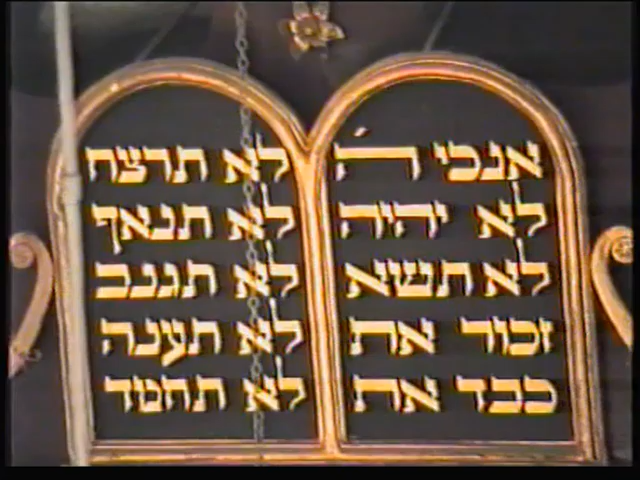 אנכי ה׳
לא יהיה
לא תשא
זכור את
כבד את
לא תרצח
לא תנאף
לא תגנב
לא תענה
לא תחמד